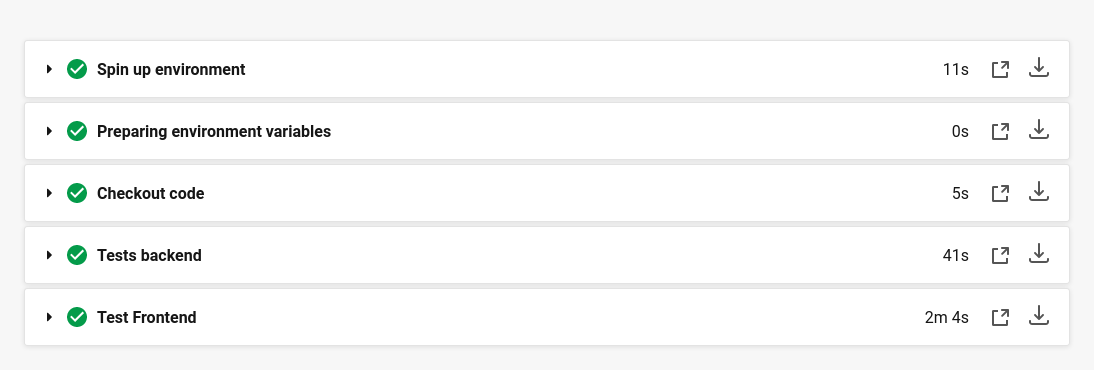 Spin up environment 11s
Preparing environment variables 0s
Checkout code 5s
Tests backend 41s
Test Frontend 2m 4s